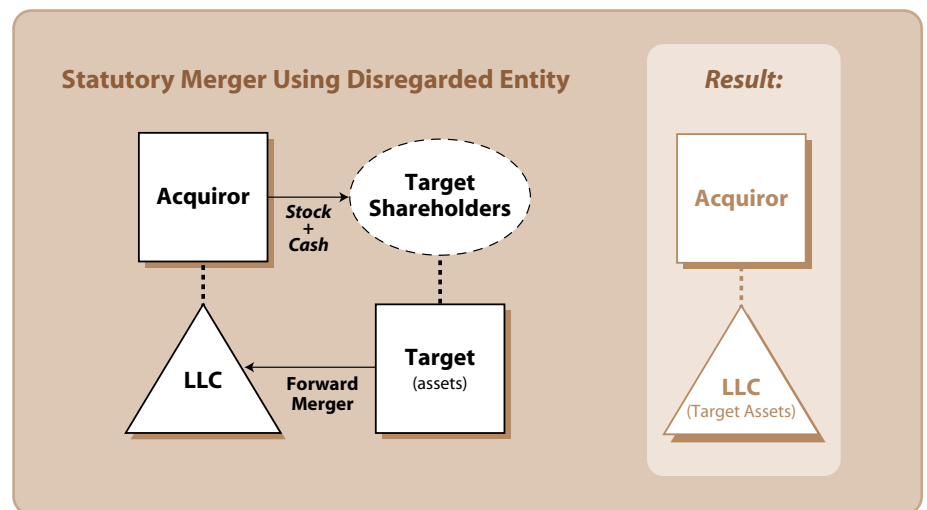 Statutory Merger Using Disregarded Entity
Acquiror
Stock
+
Cash
Target
Shareholders
LLC
Forward
Merger
Target
(assets)
Result:
Acquiror
LLC
(Target Assets)